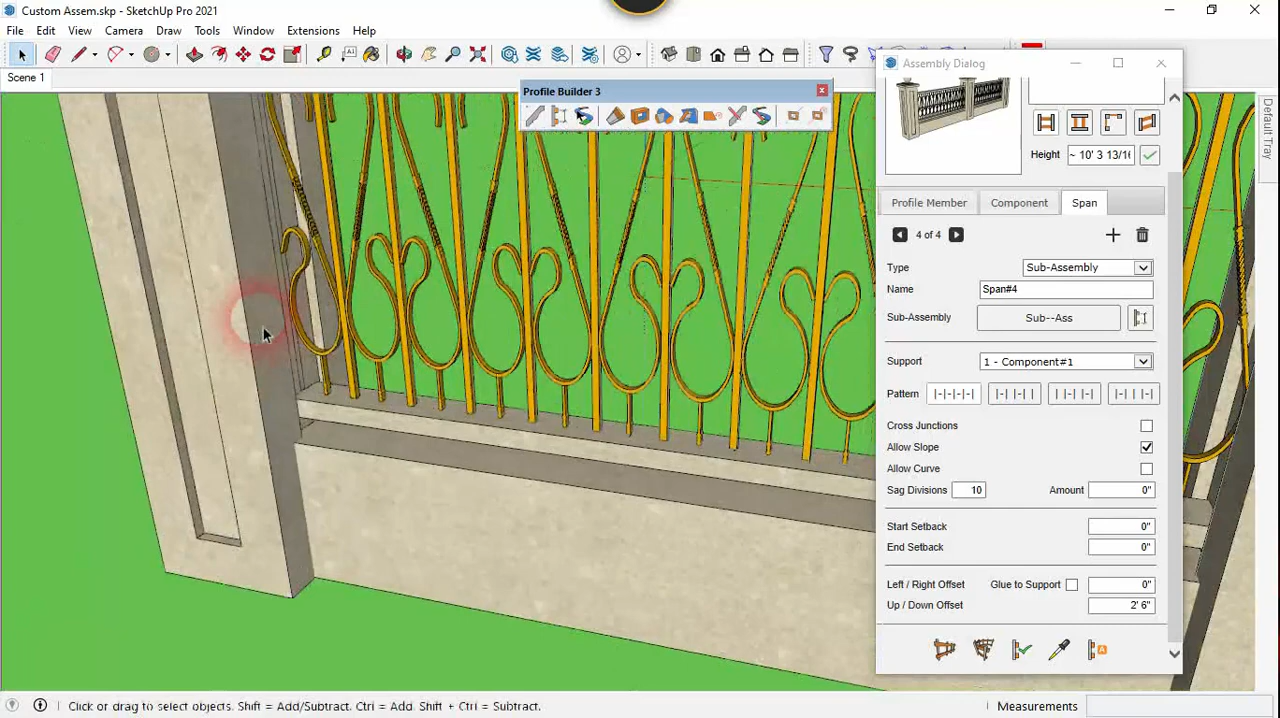 Custom Assem.skp - SketchUp Pro 2021
File Edit View Camera Draw Tools Window Extensions Help
Scene 1
Profile Builder 3
Assembly Dialog
Height ~ 10' 3 13/16
Profile Member Component Span
4 of 4
Type Sub-Assembly
Name Span#4
Sub-Assembly Sub--Ass
Support 1 - Component#1
Pattern
Cross Junctions
Allow Slope
Allow Curve
Sag Divisions 10 Amount 0"
Start Setback 0"
End Setback 0"
Left / Right Offset Glue to Support 0"
Up / Down Offset 2' 6"
Default Tray
Click or drag to select objects. Shift = Add/Subtract. Ctrl = Add. Shift + Ctrl = Subtract.
Measurements